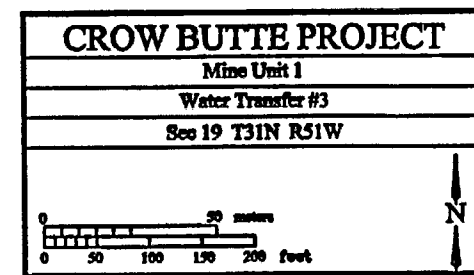 CROW BUTTE PROJECT
Mine Unit 1
Water Transfer #3
Sec 19 T31N R51W
N
0 50 meters
0 50 100 150 200 feet